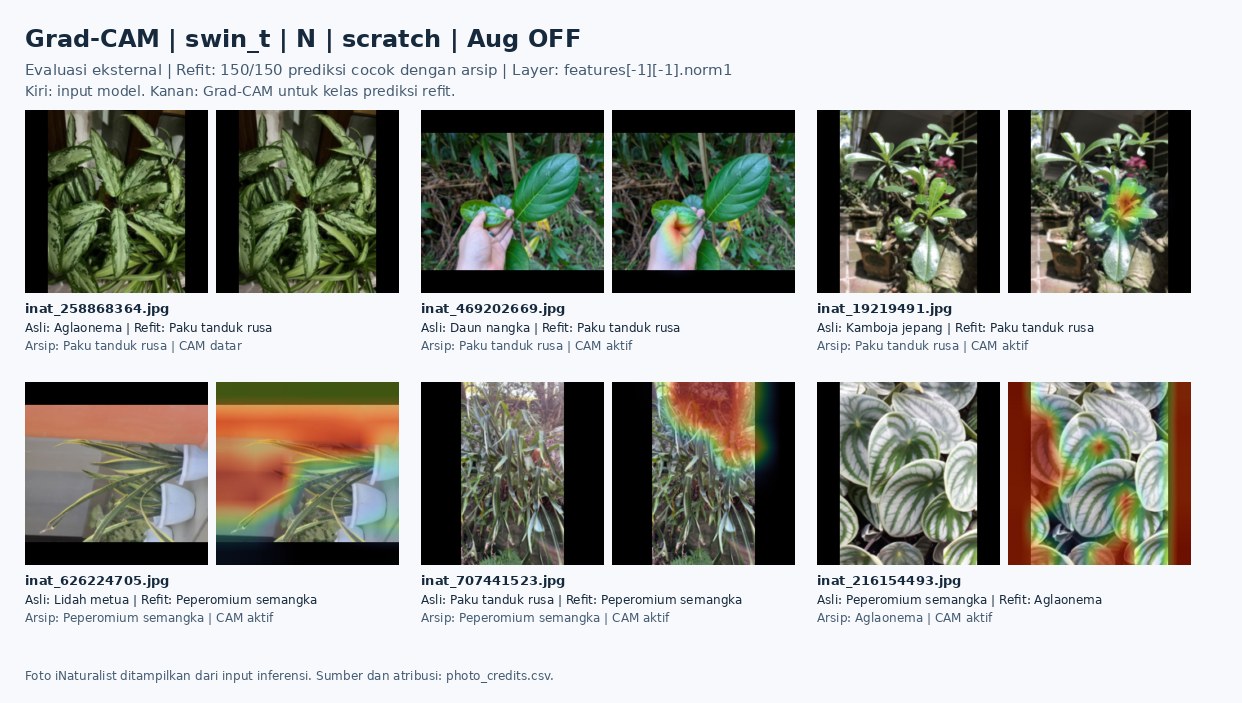 Grad-CAM | swin_t | N | scratch | Aug OFF
Evaluasi eksternal | Refit: 150/150 prediksi cocok dengan arsip | Layer: features[-1][-1].norm1
Kiri: input model. Kanan: Grad-CAM untuk kelas prediksi refit.
inat_258868364.jpg
Asli: Aglaonema | Refit: Paku tanduk rusa
Arsip: Paku tanduk rusa | CAM datar
inat_469202669.jpg
Asli: Daun nangka | Refit: Paku tanduk rusa
Arsip: Paku tanduk rusa | CAM aktif
inat_19219491.jpg
Asli: Kamboja jepang | Refit: Paku tanduk rusa
Arsip: Paku tanduk rusa | CAM aktif
inat_626224705.jpg
Asli: Lidah metua | Refit: Peperomium semangka
Arsip: Peperomium semangka | CAM aktif
inat_707441523.jpg
Asli: Paku tanduk rusa | Refit: Peperomium semangka
Arsip: Peperomium semangka | CAM aktif
inat_216154493.jpg
Asli: Peperomium semangka | Refit: Aglaonema
Arsip: Aglaonema | CAM aktif
Foto iNaturalist ditampilkan dari input inferensi. Sumber dan atribusi: photo_credits.csv.